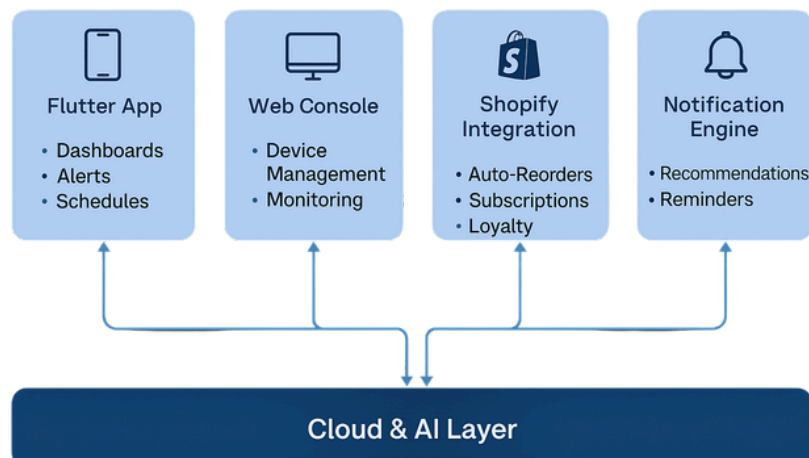 Flutter App
• Dashboards
• Alerts
• Schedules
Web Console
• Device
Management
• Monitoring
S
Shopify
Integration
• Auto-Reorders
• Subscriptions
• Loyalty
Notification
Engine
• Recommendations
• Reminders
Cloud & AI Layer